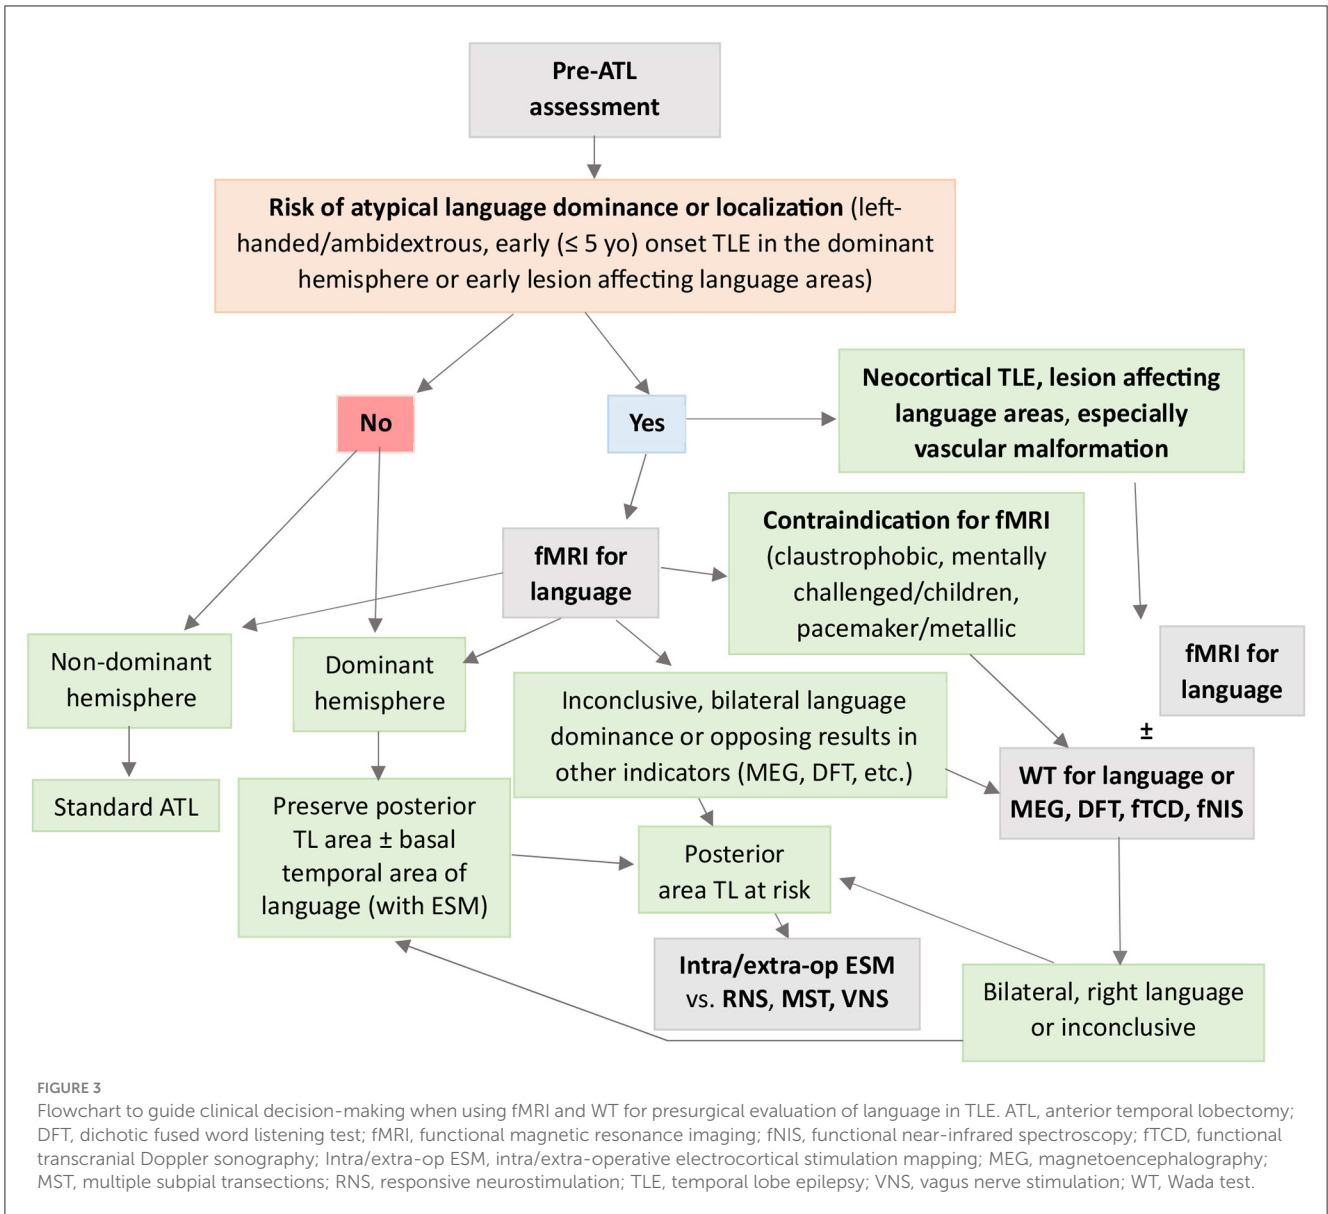 Pre-ATL
assessment
Risk of atypical language dominance or localization (left-
handed/ambidextrous, early (≤ 5 yo) onset TLE in the dominant
hemisphere or early lesion affecting language areas)
No
Yes
Neocortical TLE, lesion affecting
language areas, especially
vascular malformation
fMRI for
language
Contraindication for fMRI
(claustrophobic, mentally
challenged/children,
pacemaker/metallic
fMRI for
language
±
WT for language or
MEG, DFT, fTCD, fNIS
Non-dominant
hemisphere
Dominant
hemisphere
Inconclusive, bilateral language
dominance or opposing results in
other indicators (MEG, DFT, etc.)
Standard ATL
Preserve posterior
TL area ± basal
temporal area of
language (with ESM)
Posterior
area TL at risk
Intra/extra-op ESM
vs. RNS, MST, VNS
Bilateral, right language
or inconclusive
FIGURE 3
Flowchart to guide clinical decision-making when using fMRI and WT for presurgical evaluation of language in TLE. ATL, anterior temporal lobectomy;
DFT, dichotic fused word listening test; fMRI, functional magnetic resonance imaging; fNIS, functional near-infrared spectroscopy; fTCD, functional
transcranial Doppler sonography; Intra/extra-op ESM, intra/extra-operative electrocortical stimulation mapping; MEG, magnetoencephalography;
MST, multiple subpial transections; RNS, responsive neurostimulation; TLE, temporal lobe epilepsy; VNS, vagus nerve stimulation; WT, Wada test.